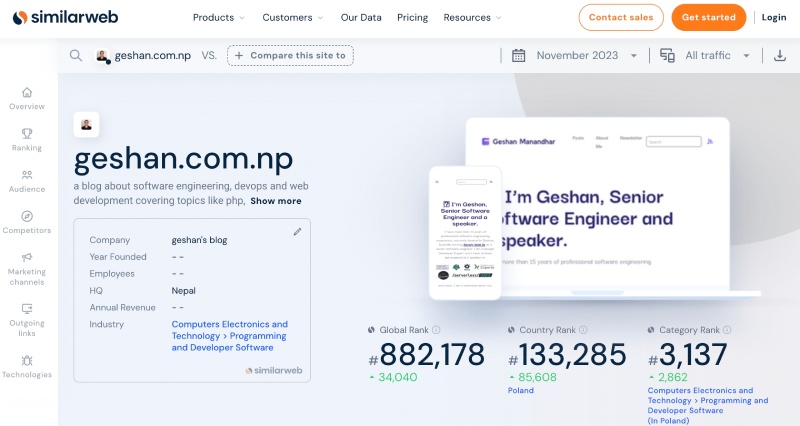 similarweb
Products
Customers
Our Data
Pricing
Resources
Contact sales
Get started
Login
geshan.com.np
VS.
+ Compare this site to
November 2023
All traffic
Overview
Ranking
Audience
Competitors
Marketing
channels
Outgoing
links
Technologies
geshan.com.np
a blog about software engineering, devops and web
development covering topics like php, Show more
Company geshan's blog
Year Founded - -
Employees - -
HQ Nepal
Annual Revenue - -
Industry Computers Electronics and
Technology > Programming
and Developer Software
similarweb
Geshan Manandhar
Posts
About
Me
Newsletter
Search
I'm Geshan, Senior
oftware Engineer and
speaker.
more than 15 years of professional software engineering
I'm Geshan,
Senior Software
Engineer and a
speaker.
/serverless/
Global Rank
#882,178
34,040
Country Rank
#133,285
85,608
Poland
Category Rank
#3,137
2,862
Computers Electronics and
Technology > Programming and
Developer Software
(In Poland)